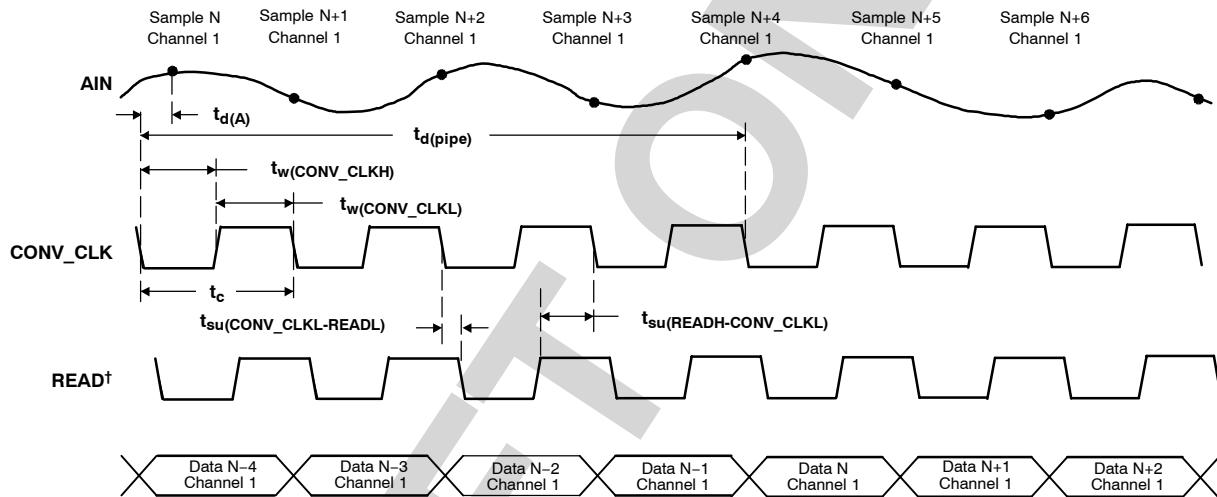 Sample N
Channel 1
Sample N+1
Channel 1
Sample N+2
Channel 1
Sample N+3
Channel 1
Sample N+4
Channel 1
Sample N+5
Channel 1
Sample N+6
Channel 1
AIN
td(A)
td(pipe)
tw(CONV_CLKH)
tw(CONV_CLKL)
CONV_CLK
tc
tsu(CONV_CLKL-READL)
tsu(READH-CONV_CLKL)
READ†
Data N−4
Channel 1
Data N−3
Channel 1
Data N−2
Channel 1
Data N−1
Channel 1
Data N
Channel 1
Data N+1
Channel 1
Data N+2
Channel 1